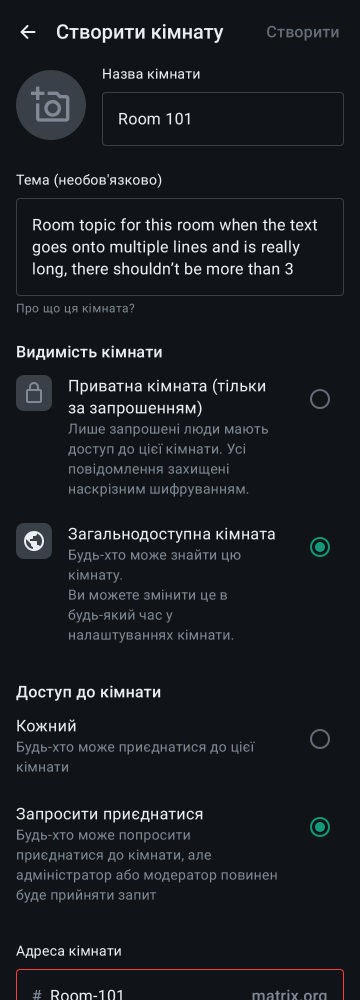 Створити кімнату
Створити
Назва кімнати
Room 101
Тема (необов'язково)
Room topic for this room when the text
goes onto multiple lines and is really
long, there shouldn’t be more than 3
Про що ця кімната?
Видимість кімнати
Приватна кімната (тільки
за запрошенням)
Лише запрошені люди мають
доступ до цієї кімнати. Усі
повідомлення захищені
наскрізним шифруванням.
Загальнодоступна кімната
Будь-хто може знайти цю
кімнату.
Ви можете змінити це в
будь-який час у
налаштуваннях кімнати.
Доступ до кімнати
Кожний
Будь-хто може приєднатися до цієї
кімнати
Запросити приєднатися
Будь-хто може попросити
приєднатися до кімнати, але
адміністратор або модератор повинен
буде прийняти запит
Адреса кімнати
# Room-101 matrix.org